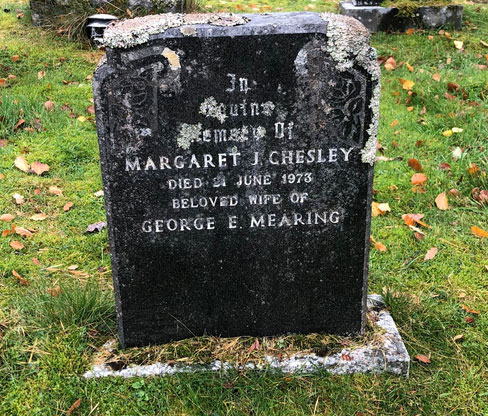 In
Loving
Memory Of
MARGARET J. CHESLEY
DIED 21 JUNE 1973
BELOVED WIFE OF
GEORGE E. MEARING